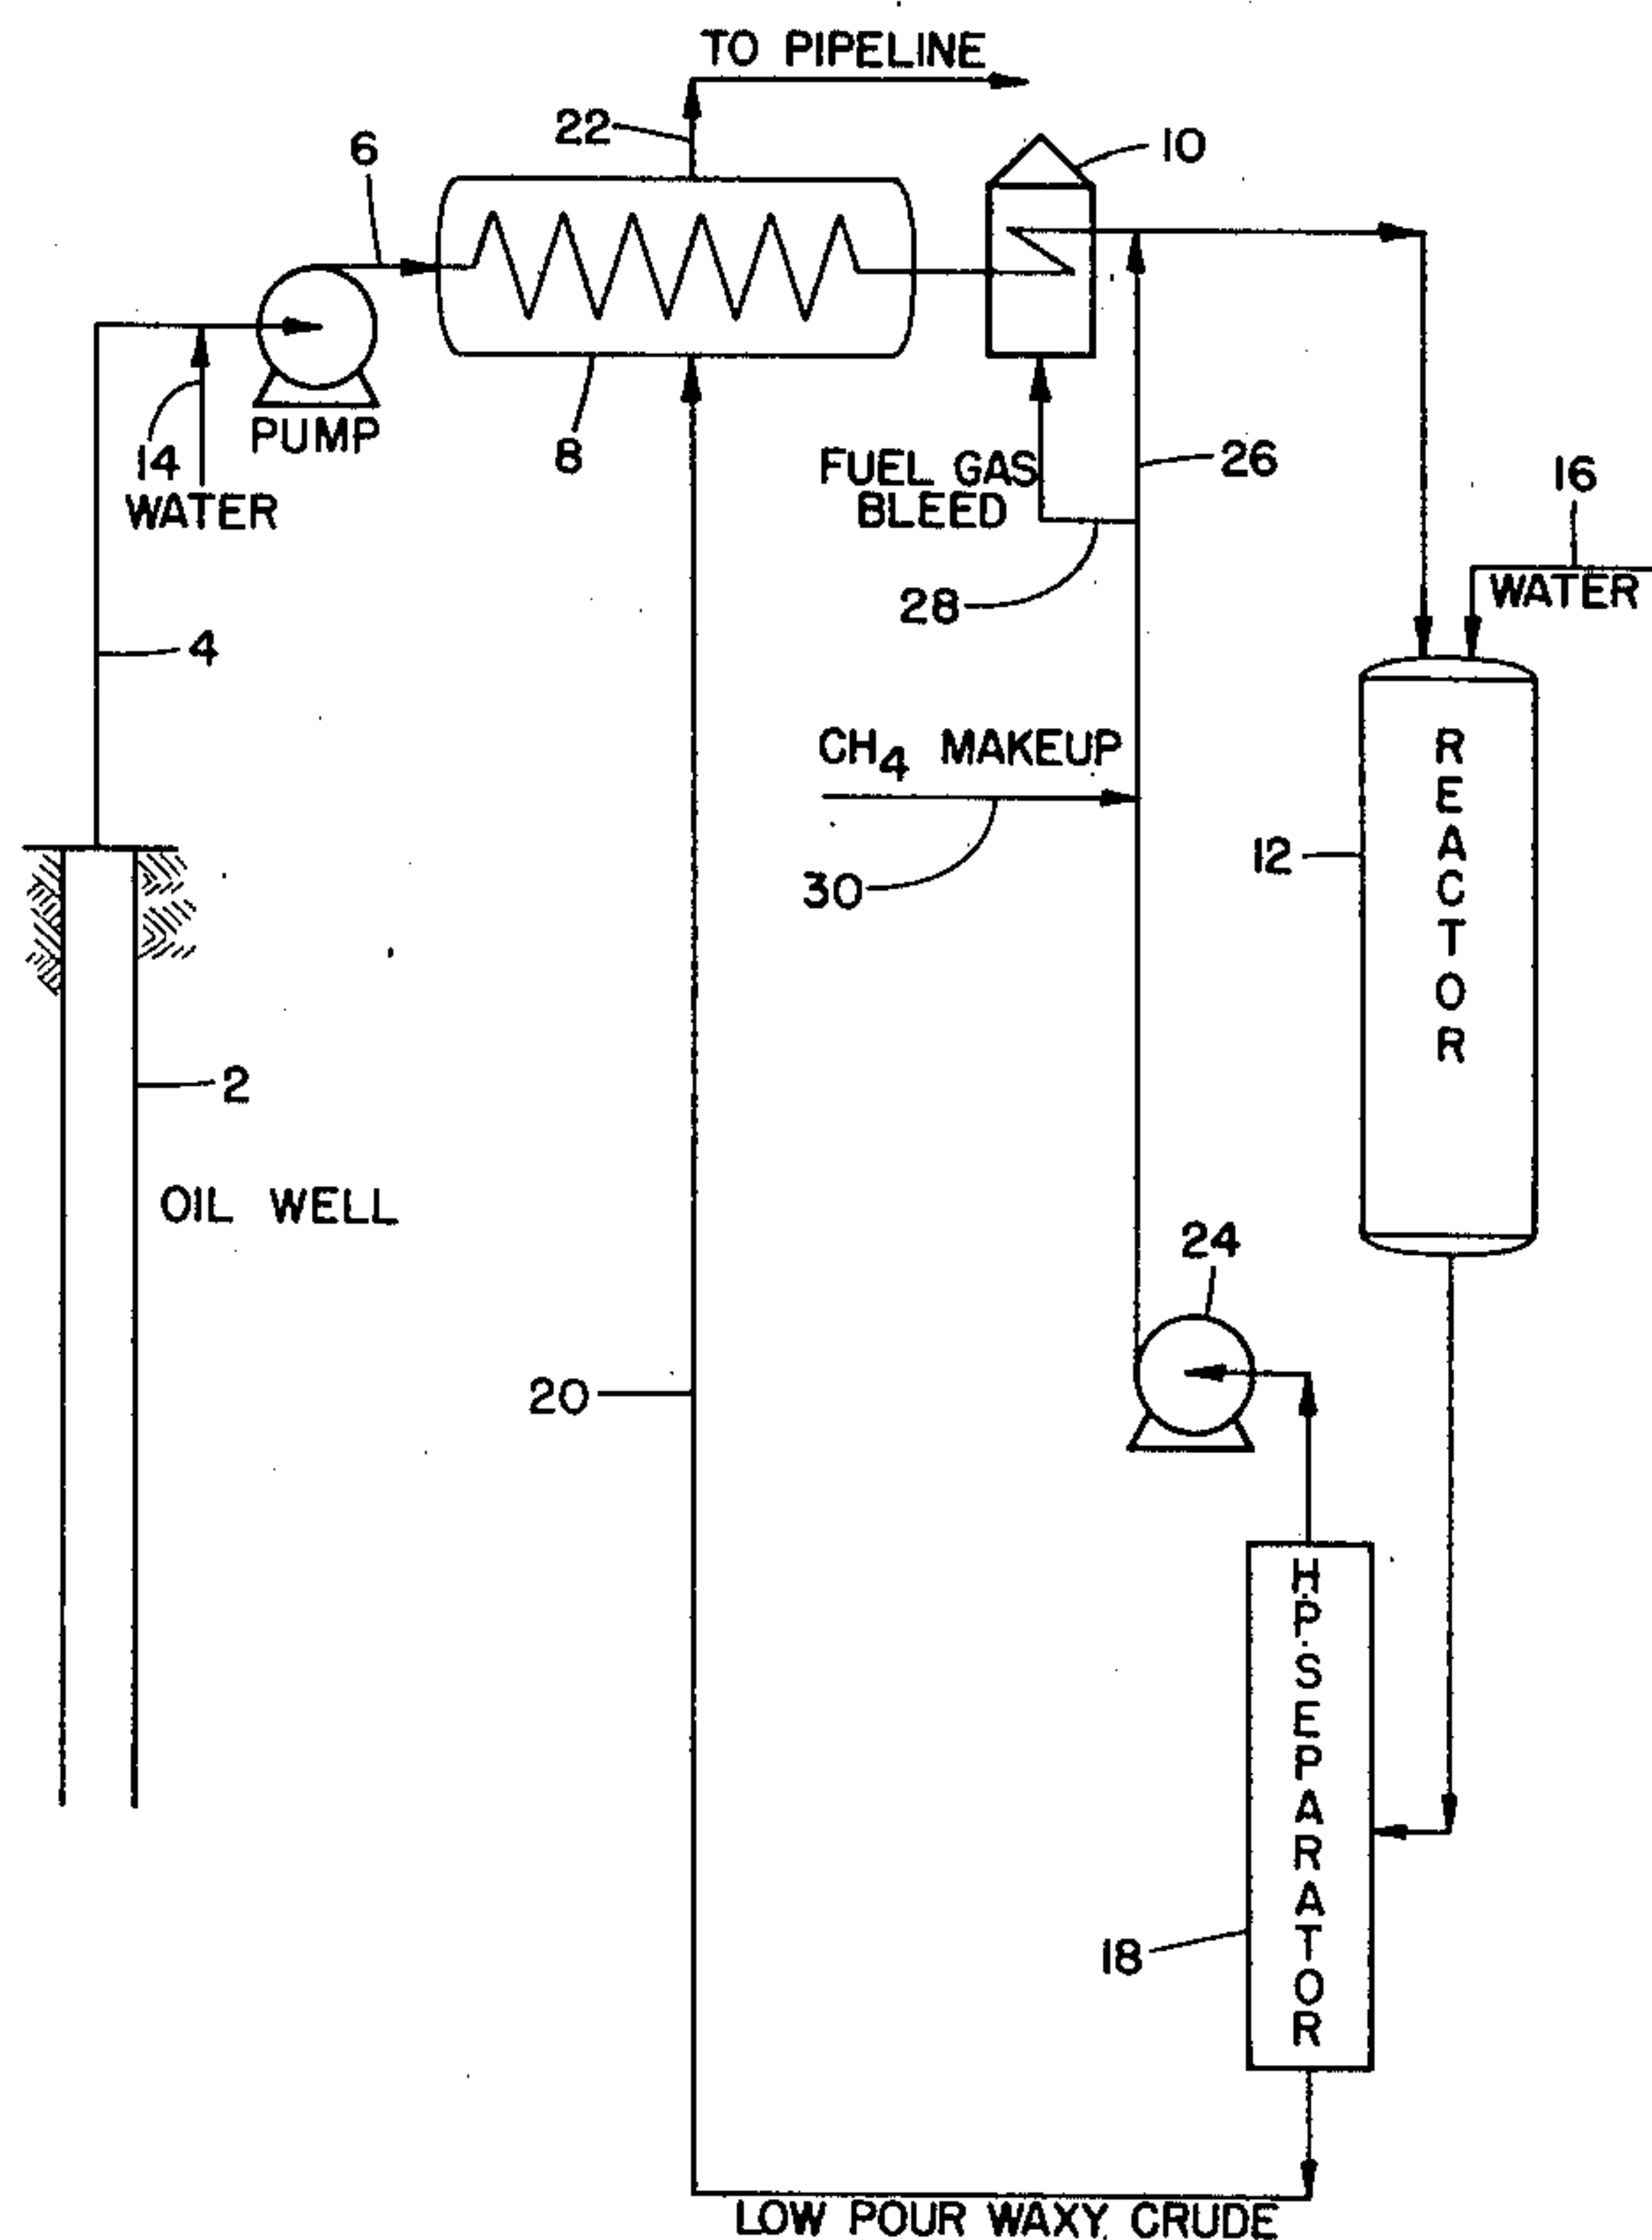 TO PIPELINE
22
6
10
PUMP
14
WATER
8
FUEL GAS
BLEED
26
16
WATER
28
4
CH4 MAKEUP
30
REACTOR
12
2
OIL WELL
24
20
H.P. SEPARATOR
18
LOW POUR WAXY CRUDE